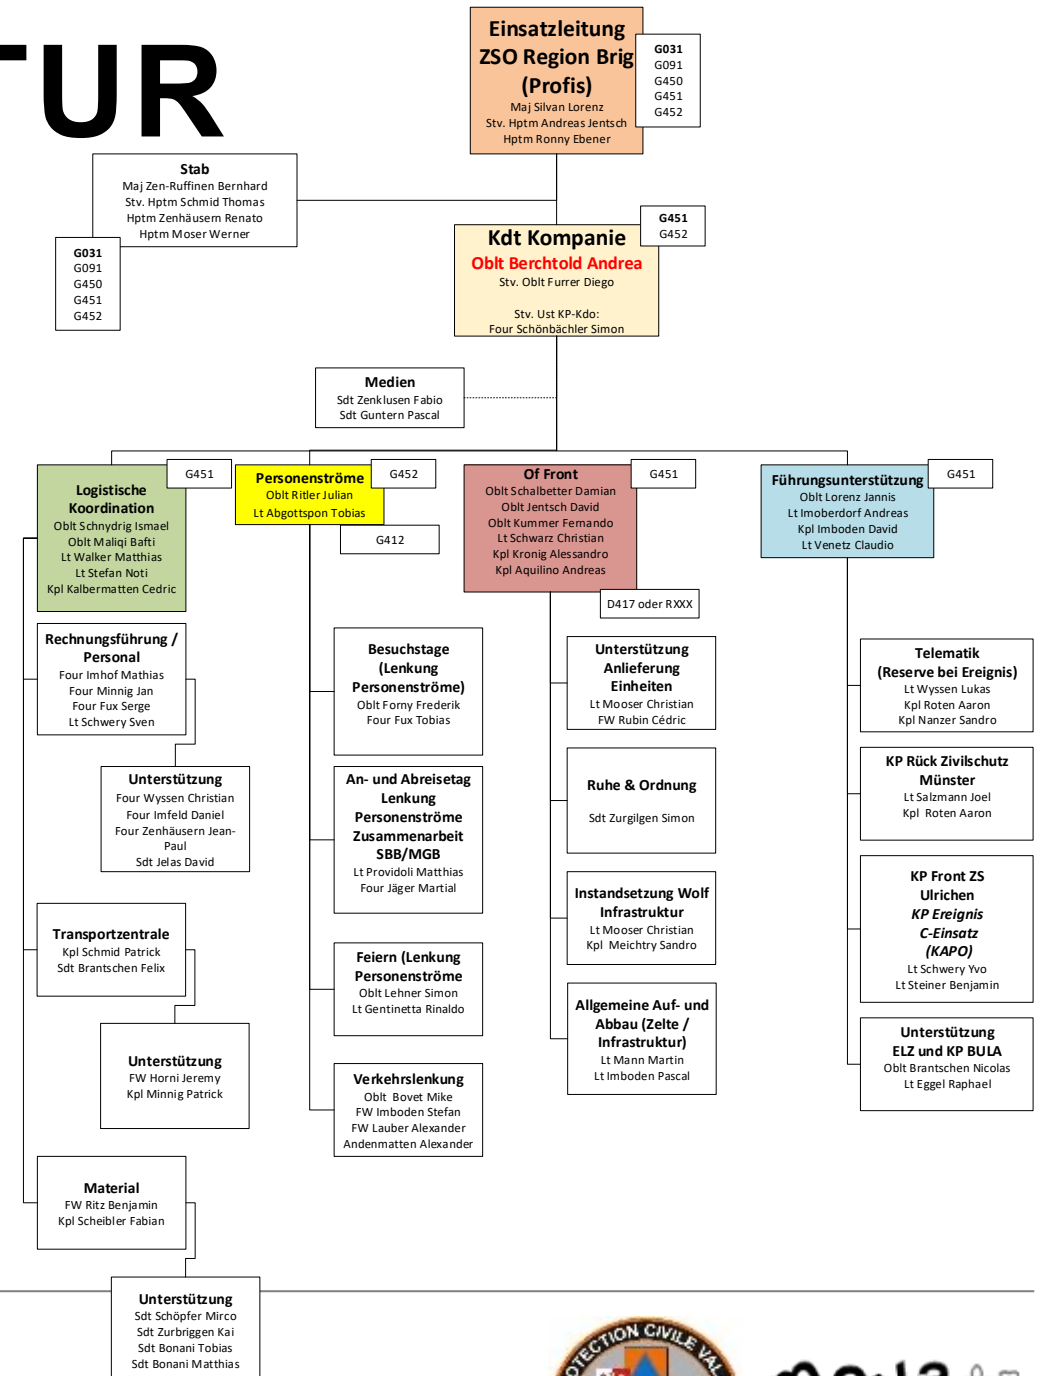 TUR
Einsatzleitung
ZSO Region Brig
(Profis)
Maj Silvan Lorenz
Stv. Hptm Andreas Jentsch
Hptm Ronny Ebener
G031
G091
G450
G451
G452
Stab
Maj Zen-Ruffinen Bernhard
Stv. Hptm Schmid Thomas
Hptm Zenhäusern Renato
Hptm Moser Werner
G031
G091
G450
G451
G452
G451
G452
Kdt Kompanie
Oblt Berchtold Andrea
Stv. Oblt Furrer Diego
Stv. Ust KP-Kdo:
Four Schönbächler Simon
Medien
Sdt Zenklusen Fabio
Sdt Guntern Pascal
G451
Logistische
Koordination
Oblt Schnydrig Ismael
Oblt Maliqi Bafti
Lt Walker Matthias
Lt Stefan Noti
Kpl Kalbermatten Cedric
Rechnungsführung /
Personal
Four Imhof Mathias
Four Minnig Jan
Four Fux Serge
Lt Schwery Sven
Unterstützung
Four Wyssen Christian
Four Imfeld Daniel
Four Zenhäusern Jean-
Paul
Sdt Jelas David
Transportzentrale
Kpl Schmid Patrick
Sdt Brantschen Felix
Unterstützung
FW Horni Jeremy
Kpl Minnig Patrick
Material
FW Ritz Benjamin
Kpl Scheibler Fabian
Unterstützung
Sdt Schöpfer Mirco
Sdt Zurbriggen Kai
Sdt Bonani Tobias
Sdt Bonani Matthias
Personenströme
Oblt Ritler Julian
Lt Abgottspon Tobias
G452
G412
Besuchstage
(Lenkung
Personenströme)
Oblt Forny Frederik
Four Fux Tobias
An- und Abreisetag
Lenkung
Personenströme
Zusammenarbeit
SBB/MGB
Lt Providoli Matthias
Four Jäger Martial
Feiern (Lenkung
Personenströme
Oblt Lehner Simon
Lt Gentinetta Rinaldo
Verkehrslenkung
Oblt  Bovet Mike
FW Imboden Stefan
FW Lauber Alexander
Andenmatten Alexander
Of Front
Oblt Schalbetter Damian
Oblt Jentsch David
Oblt Kummer Fernando
Lt Schwarz Christian
Kpl Kronig Alessandro
Kpl Aquilino Andreas
G451
D417 oder RXXX
Unterstützung
Anlieferung
Einheiten
Lt Mooser Christian
FW Rubin Cédric
Ruhe & Ordnung
Sdt Zurgilgen Simon
Instandsetzung Wolf
Infrastruktur
Lt Mooser Christian
Kpl  Meichtry Sandro
Allgemeine Auf- und
Abbau (Zelte /
Infrastruktur)
Lt Mann Martin
Lt Imboden Pascal
Führungsunterstützung
Oblt Lorenz Jannis
Lt Imoberdorf Andreas
Kpl Imboden David
Lt Venetz Claudio
G451
Telematik
(Reserve bei Ereignis)
Lt Wyssen Lukas
Kpl Roten Aaron
Kpl Nanzer Sandro
KP Rück Zivilschutz
Münster
Lt Salzmann Joel
Kpl  Roten Aaron
KP Front ZS
Ulrichen
KP Ereignis
C-Einsatz
(KAPO)
Lt Schwery Yvo
Lt Steiner Benjamin
Unterstützung
ELZ und KP BULA
Oblt Brantschen Nicolas
Lt Eggel Raphael
CIVILE